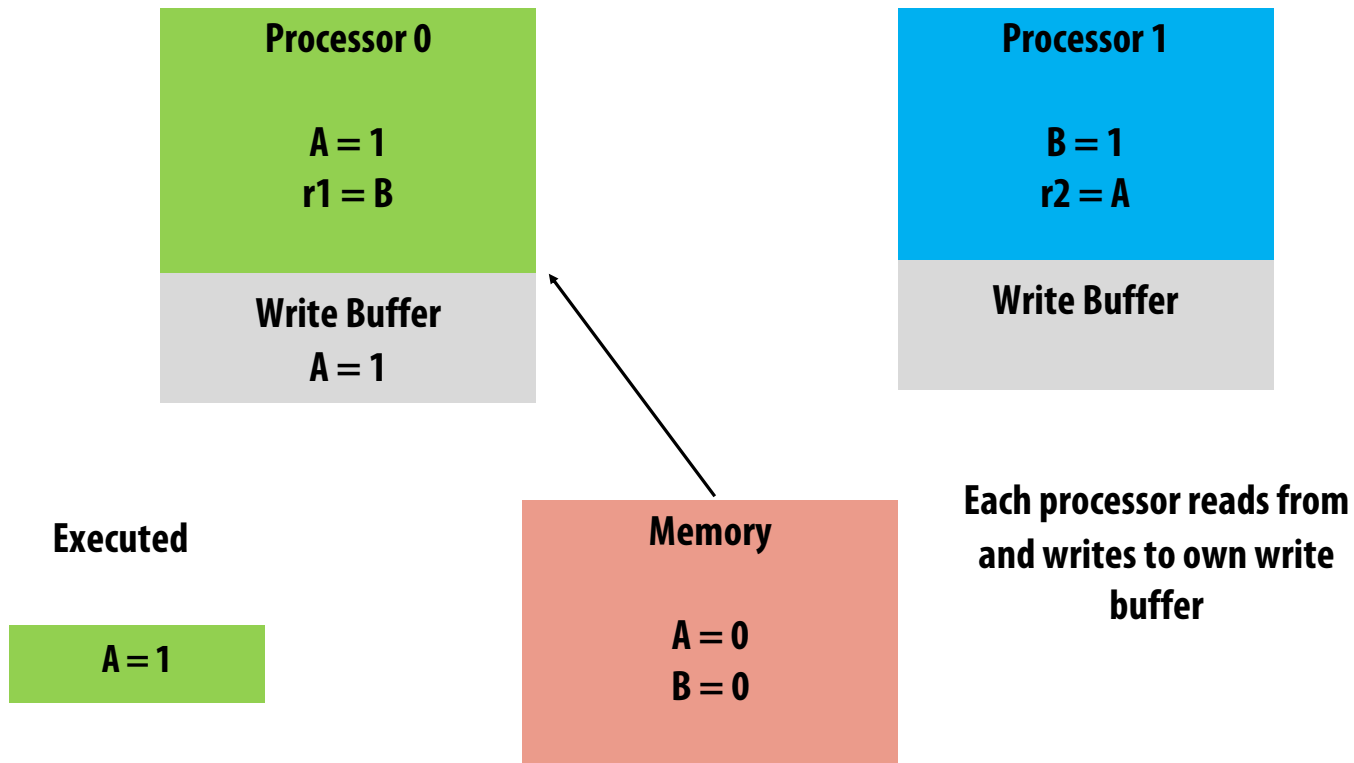 Processor 0
A = 1
r1 = B
Write Buffer
A = 1
Processor 1
B = 1
r2 = A
Write Buffer
Executed
A = 1
Memory
A = 0
B = 0
Each processor reads from
and writes to own write
buffer